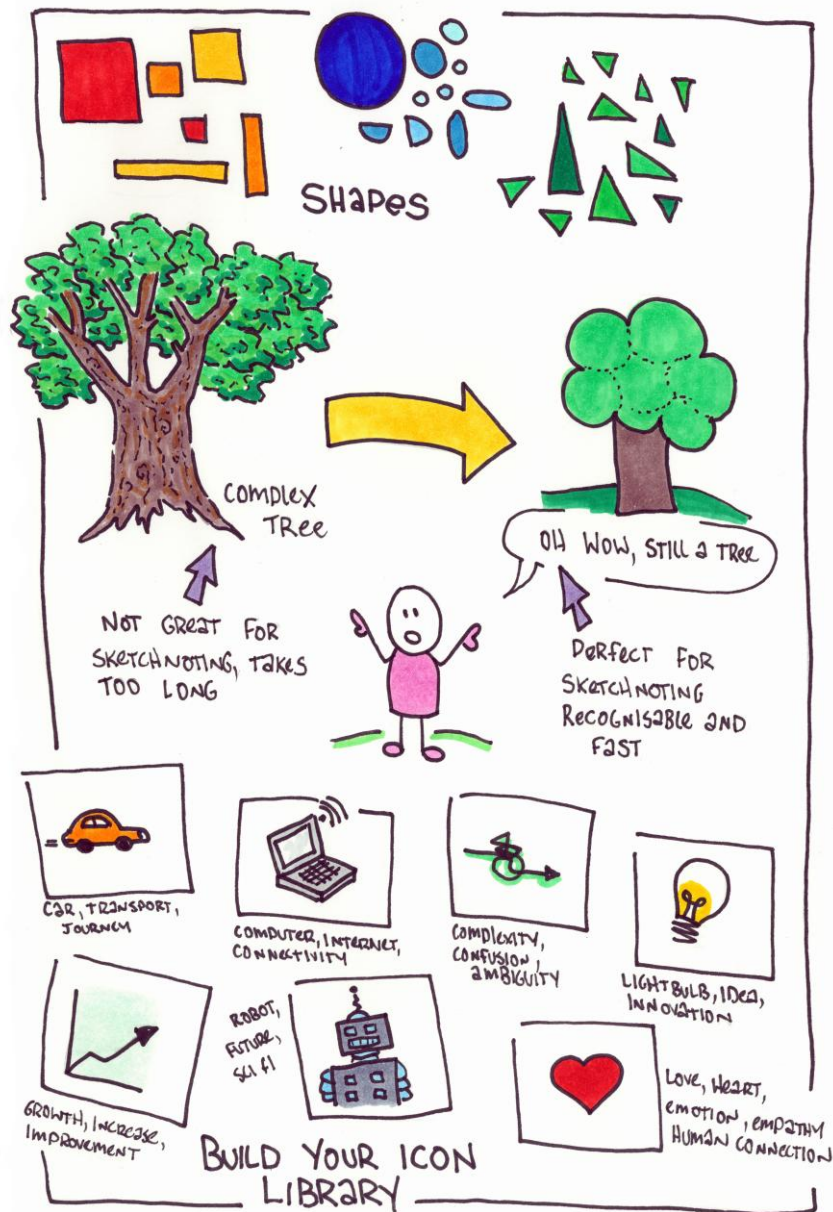 SHAPES
COMPLEX
TREE
NOT GREAT FOR
SKETCHNOTING, TAKES
TOO LONG
OH WOW, STILL A TREE
PERFECT FOR
SKETCHNOTING
RECOGNISABLE AND
FAST
CAR, TRANSPORT,
JOURNEY
COMPUTER, INTERNET,
CONNECTIVITY
COMPLEXITY,
CONFUSION,
AMBIGUITY
LIGHTBULB, IDEA,
INNOVATION
GROWTH, INCREASE,
IMPROVEMENT
ROBOT,
FUTURE,
SCI FI
LOVE, HEART,
EMOTION, EMPATHY
HUMAN CONNECTION
BUILD YOUR ICON
LIBRARY